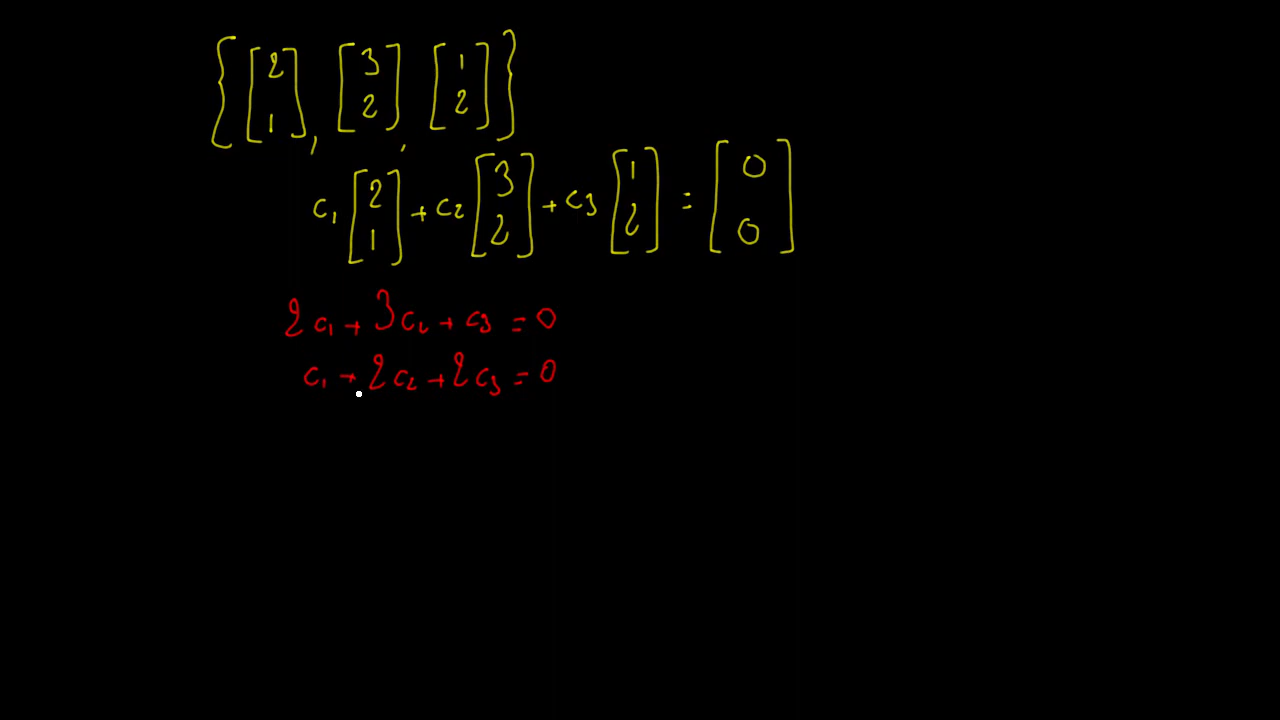 {[2 1], [3 2], [1 2]}
c₁[2 1] + c₂[3 2] + c₃[1 2] = [0 0]
2c₁ + 3c₂ + c₃ = 0
c₁ + 2c₂ + 2c₃ = 0